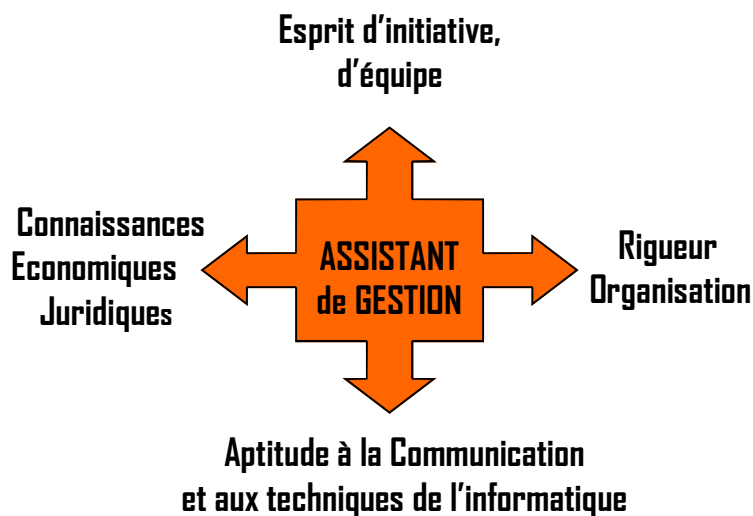 Esprit d'initiative,
d'équipe
Connaissances
Economiques
Juridiques
ASSISTANT
de GESTION
Rigueur
Organisation
Aptitude à la Communication
et aux techniques de l'informatique